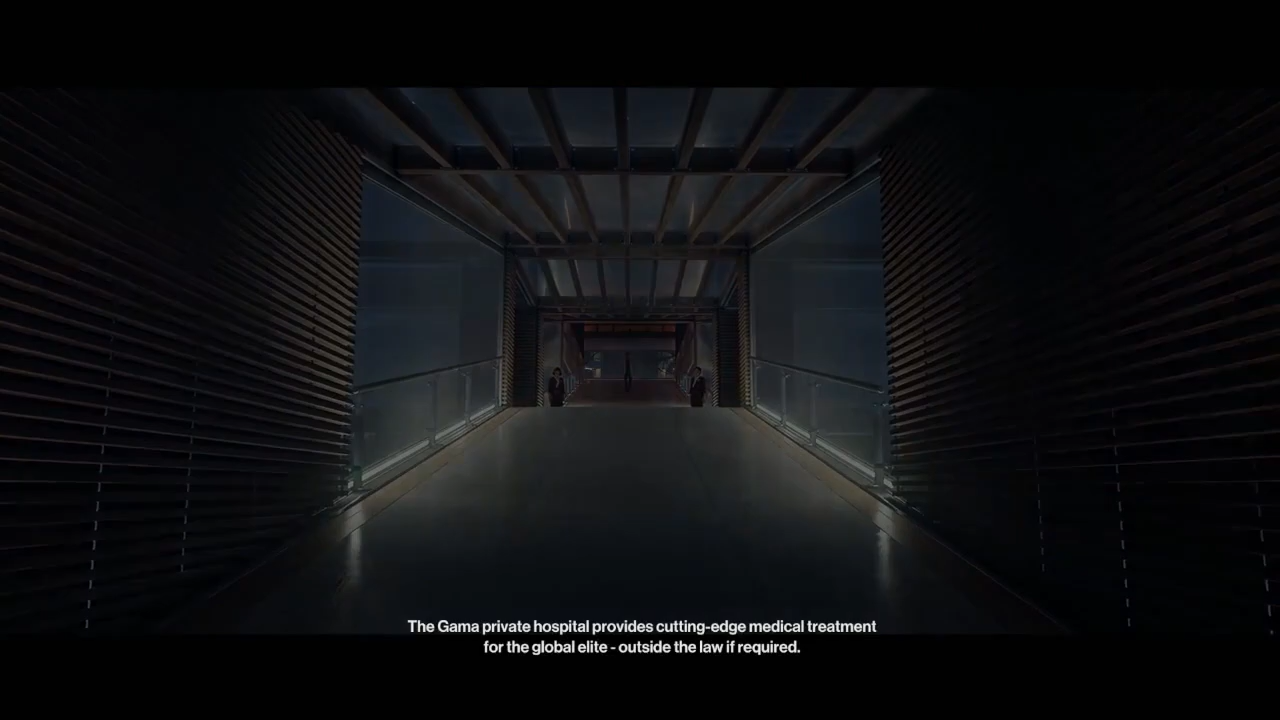 The Gama private hospital provides cutting-edge medical treatment
for the global elite - outside the law if required.